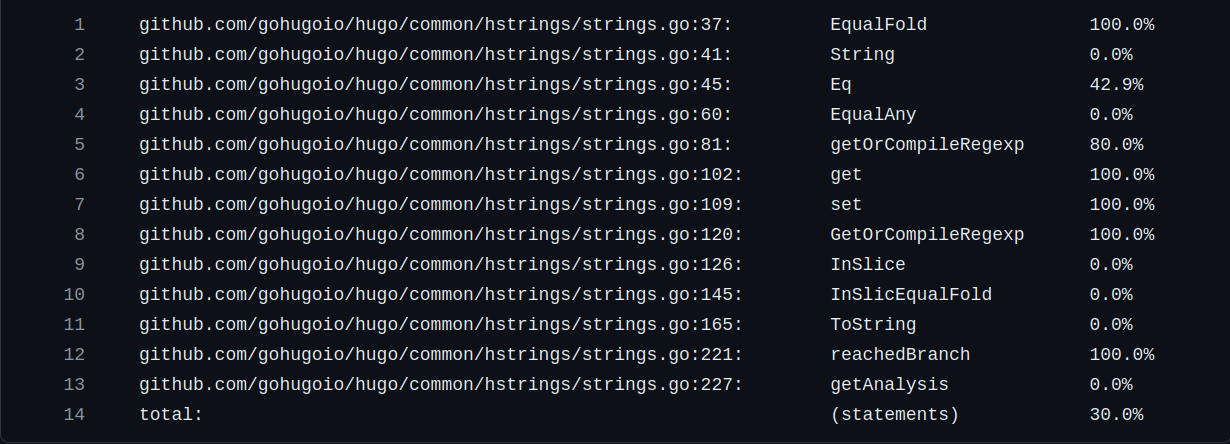 1 github.com/gohugoio/hugo/common/hstrings/strings.go:37: EqualFold 100.0%
2 github.com/gohugoio/hugo/common/hstrings/strings.go:41: String 0.0%
3 github.com/gohugoio/hugo/common/hstrings/strings.go:45: Eq 42.9%
4 github.com/gohugoio/hugo/common/hstrings/strings.go:60: EqualAny 0.0%
5 github.com/gohugoio/hugo/common/hstrings/strings.go:81: getOrCompileRegexp 80.0%
6 github.com/gohugoio/hugo/common/hstrings/strings.go:102: get 100.0%
7 github.com/gohugoio/hugo/common/hstrings/strings.go:109: set 100.0%
8 github.com/gohugoio/hugo/common/hstrings/strings.go:120: GetOrCompileRegexp 100.0%
9 github.com/gohugoio/hugo/common/hstrings/strings.go:126: InSlice 0.0%
10 github.com/gohugoio/hugo/common/hstrings/strings.go:145: InSlicEqualFold 0.0%
11 github.com/gohugoio/hugo/common/hstrings/strings.go:165: ToString 0.0%
12 github.com/gohugoio/hugo/common/hstrings/strings.go:221: reachedBranch 100.0%
13 github.com/gohugoio/hugo/common/hstrings/strings.go:227: getAnalysis 0.0%
14 total: (statements) 30.0%